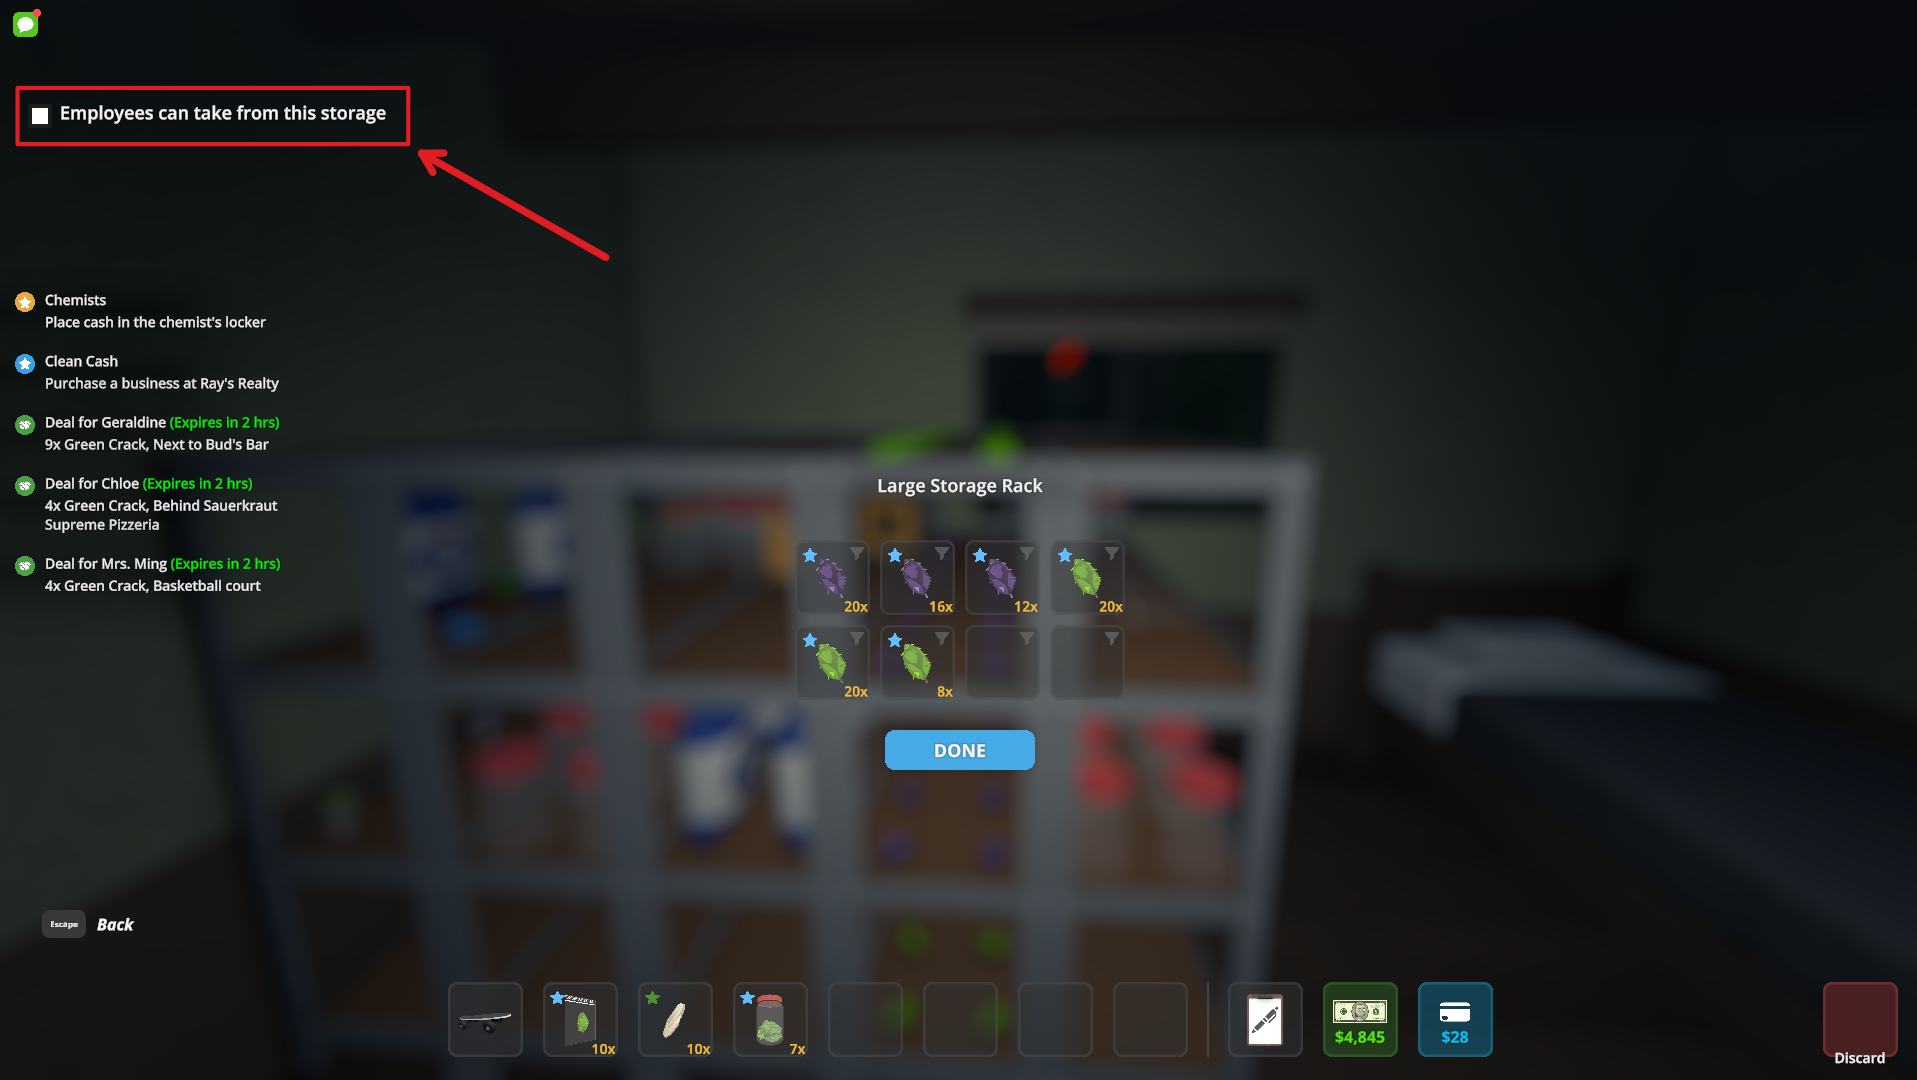 Employees can take from this storage
Chemists
Place cash in the chemist's locker
Clean Cash
Purchase a business at Ray's Realty
Deal for Geraldine (Expires in 2 hrs)
9x Green Crack, Next to Bud's Bar
Deal for Chloe (Expires in 2 hrs)
4x Green Crack, Behind Sauerkraut
Supreme Pizzeria
Deal for Mrs. Ming (Expires in 2 hrs)
4x Green Crack, Basketball court
Large Storage Rack
20x 16x 12x 20x
20x 8x
DONE
Escape Back
10x 10x 7x $4,845 $28
Discard